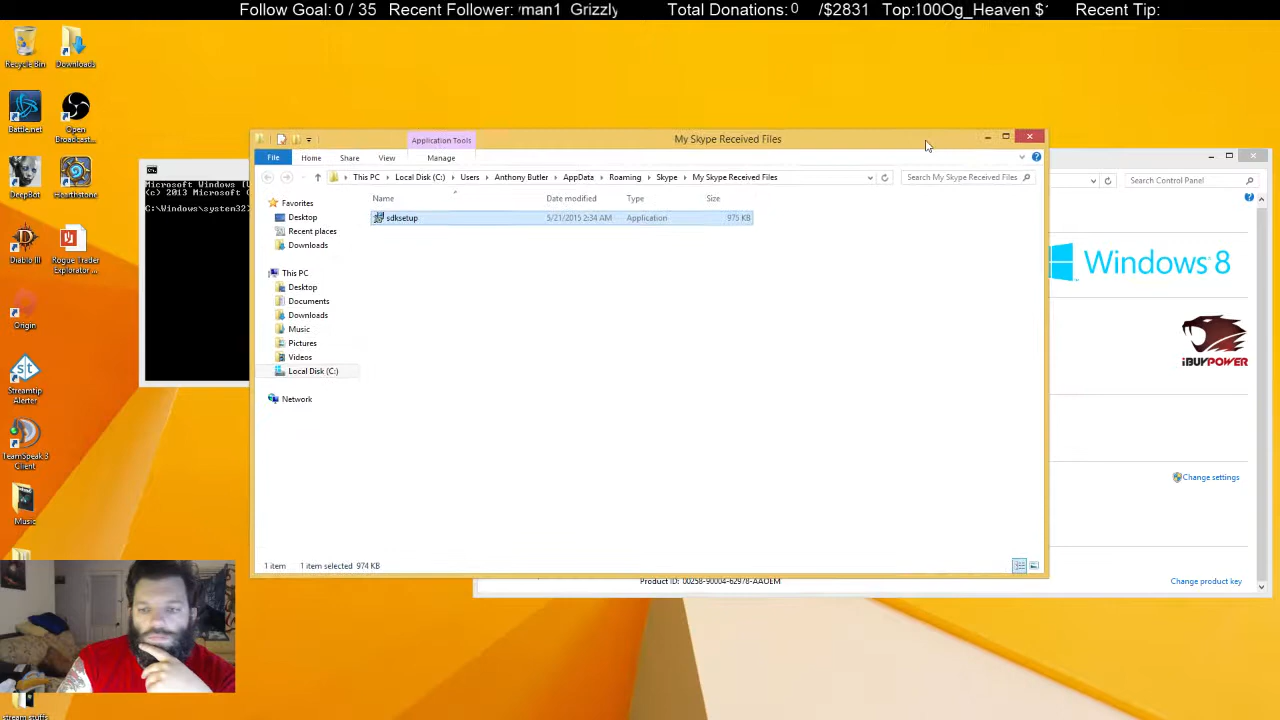 Follow Goal: 0 / 35 Recent Follower: yman1 Grizzly Total Donations: 0 /$2831 Top:100Og_Heaven $ Recent Tip:
Recycle Bin Downloads
Battle.net Open Broadcast...
DeepBot Hearthstone
Diablo III Rogue Trader Explorator ...
Origin
Streamtip Alerter
TeamSpeak 3 Client
Music
stream stuffs
Microsoft Windows [V
(c) 2013 Microsoft C
C:\Windows\system32>
Application Tools My Skype Received Files
File Home Share View Manage
This PC Local Disk (C:) Users Anthony Butler AppData Roaming Skype My Skype Received Files Search My Skype Received Files
Name Date modified Type Size
sdksetup 5/21/2015 2:34 AM Application 975 KB
Favorites
Desktop
Recent places
Downloads
This PC
Desktop
Documents
Downloads
Music
Pictures
Videos
Local Disk (C:)
Network
1 item 1 item selected 974 KB
Search Control Panel
Windows 8
iBUYPOWER
Change settings
Product ID: 00258-90004-62978-AAOEM Change product key